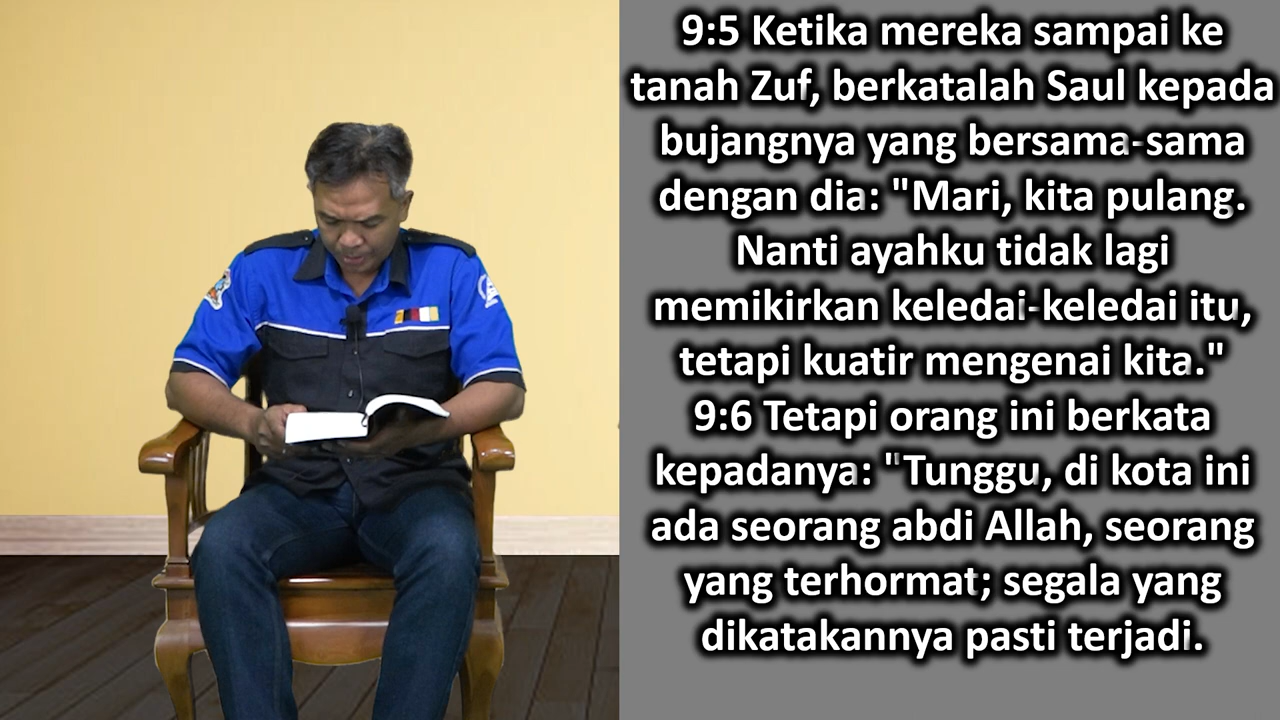 9:5 Ketika mereka sampai ke
tanah Zuf, berkatalah Saul kepada
bujangnya yang bersama-sama
dengan dia: "Mari, kita pulang.
Nanti ayahku tidak lagi
memikirkan keledai-keledai itu,
tetapi kuatir mengenai kita."
9:6 Tetapi orang ini berkata
kepadanya: "Tunggu, di kota ini
ada seorang abdi Allah, seorang
yang terhormat; segala yang
dikatakannya pasti terjadi.